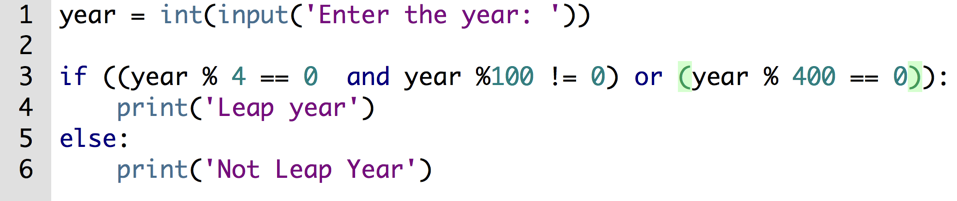 1 year = int(input('Enter the year: '))
2
3 if ((year % 4 == 0  and year %100 != 0) or (year % 400 == 0)):
4     print('Leap year')
5 else:
6     print('Not Leap Year')